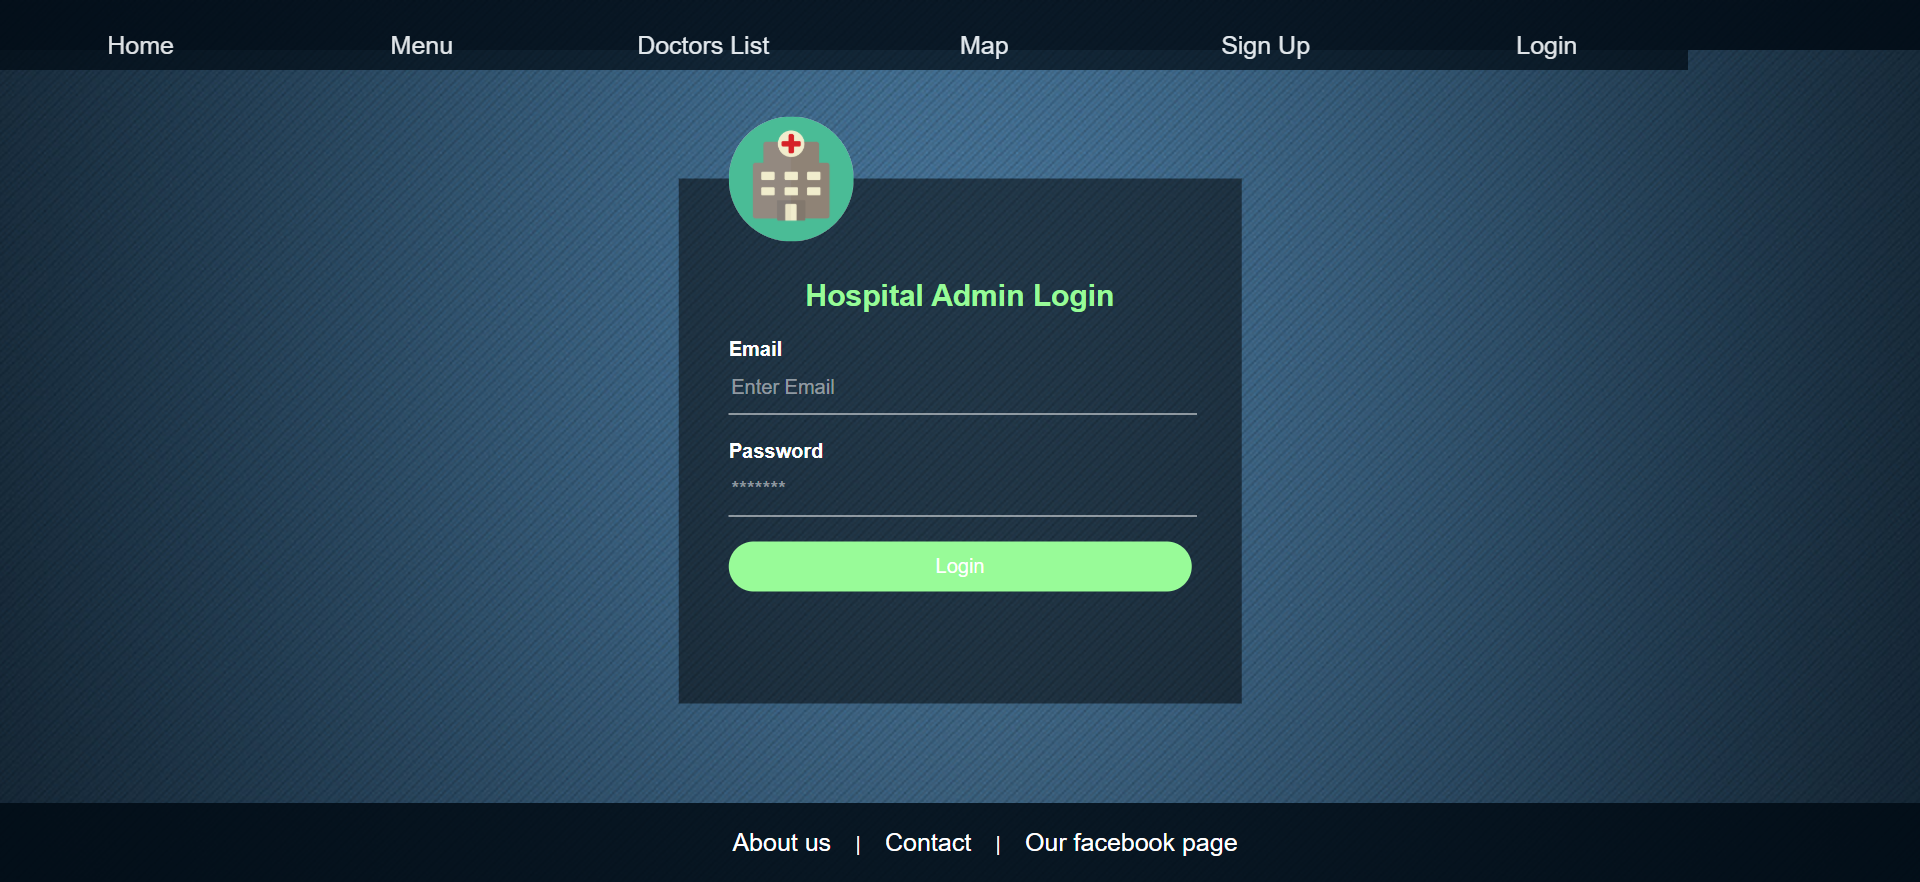 Home Menu Doctors List Map Sign Up Login
Hospital Admin Login
Email
Enter Email
Password
*******
Login
About us | Contact | Our facebook page